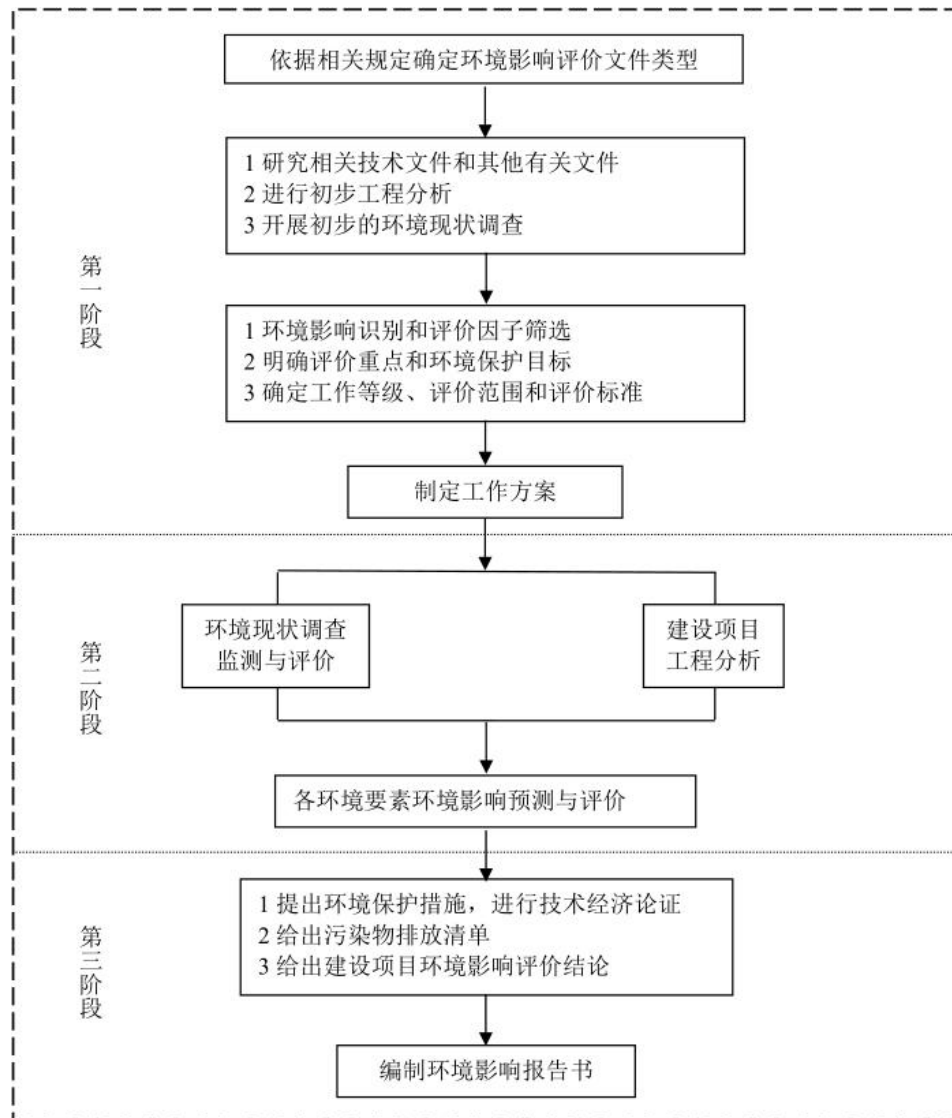 依据相关规定确定环境影响评价文件类型
1 研究相关技术文件和其他有关文件
2 进行初步工程分析
3 开展初步的环境现状调查
第一阶段
1 环境影响识别和评价因子筛选
2 明确评价重点和环境保护目标
3 确定工作等级、评价范围和评价标准
制定工作方案
第二阶段
环境现状调查
监测与评价
建设项目
工程分析
各环境要素环境影响预测与评价
第三阶段
1 提出环境保护措施，进行技术经济论证
2 给出污染物排放清单
3 给出建设项目环境影响评价结论
编制环境影响报告书